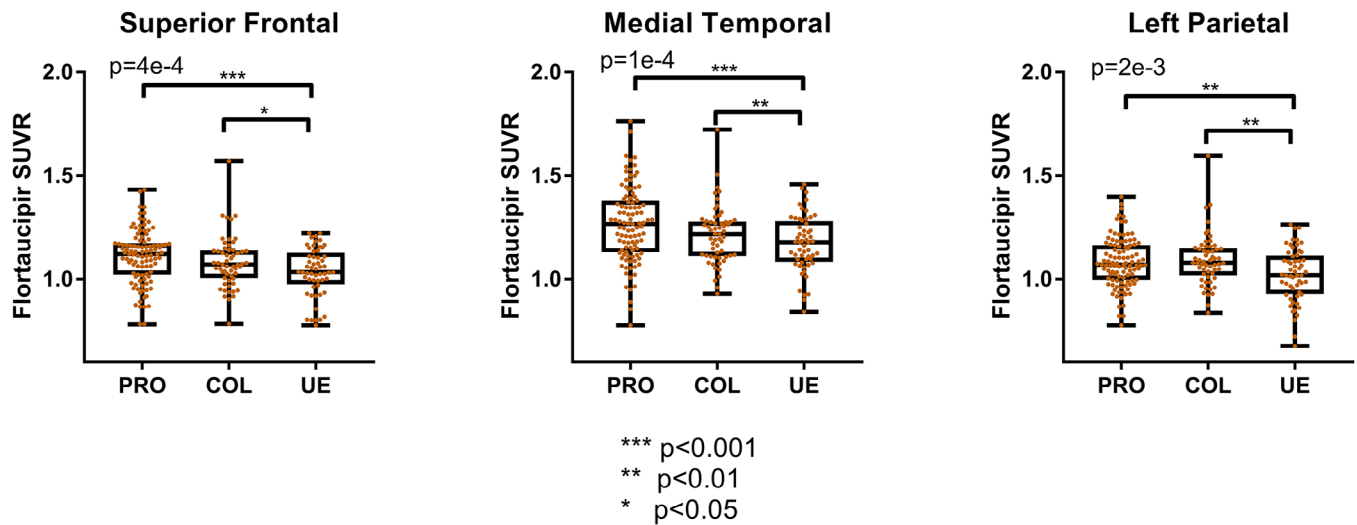 Superior Frontal
p=4e-4
***
*
2.0
1.5
1.0
Flortaucipir SUVR
PRO COL UE
Medial Temporal
p=1e-4
***
**
2.0
1.5
1.0
Flortaucipir SUVR
PRO COL UE
Left Parietal
p=2e-3
**
**
2.0
1.5
1.0
Flortaucipir SUVR
PRO COL UE
*** p<0.001
** p<0.01
* p<0.05